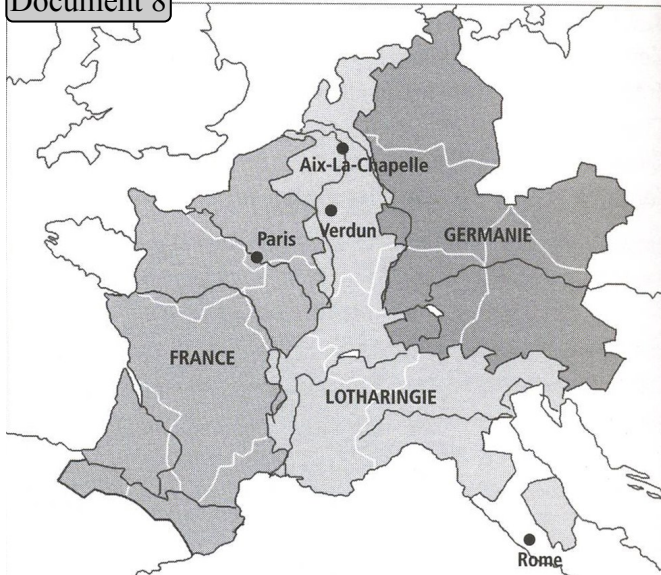 Document 8
Aix-La-Chapelle
Verdun
Paris
GERMANIE
FRANCE
LOTHARINGIE
Rome